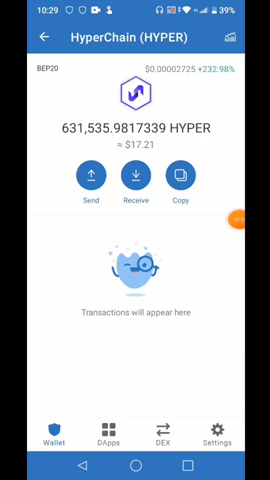 10:29
39%
HyperChain (HYPER)
BEP20
$0.00002725 +232.98%
631,535.9817339 HYPER
≈ $17.21
Send
Receive
Copy
Transactions will appear here
Wallet
DApps
DEX
Settings